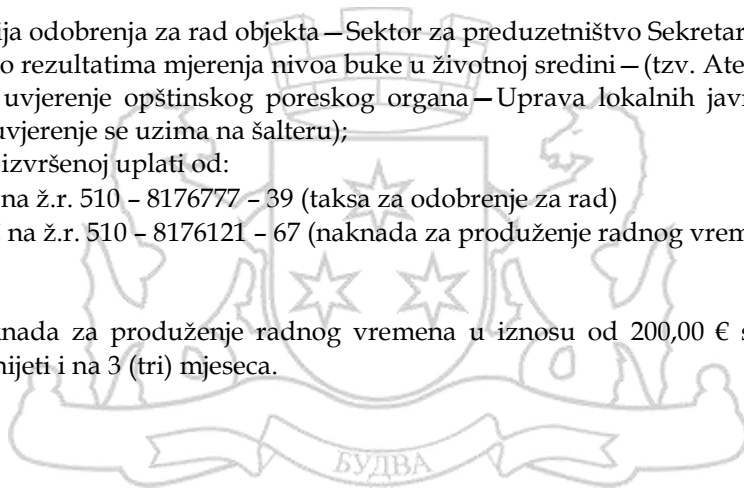 ija odobrenja za rad objekta—Sektor za preduzetništvo Sekretar
o rezultatima mjerenja nivoa buke u životnoj sredini—(tzv. Ate
uvjerenje opštinskog poreskog organa—Uprava lokalnih javr
uvjerenje se uzima na šalteru);
izvršenoj uplati od:
na ž.r. 510 – 8176777 – 39 (taksa za odobrenje za rad)
na ž.r. 510 – 8176121 – 67 (naknada za produženje radnog vrem
knada za produženje radnog vremena u iznosu od 200,00 € s
nijeti i na 3 (tri) mjeseca.
БУДВА